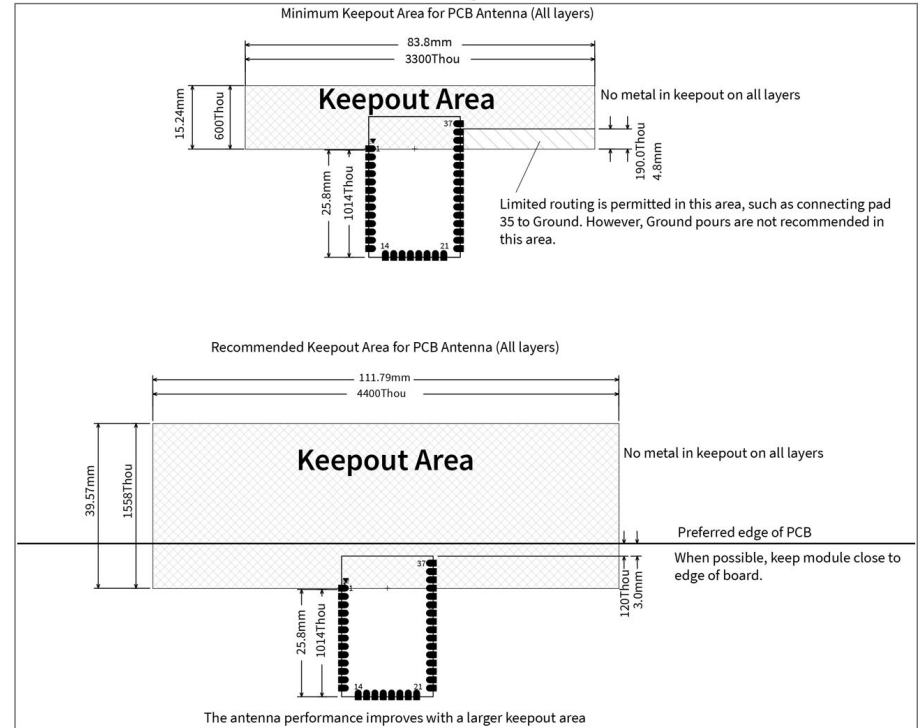 Minimum Keepout Area for PCB Antenna (All layers)
83.8mm
3300Thou
Keepout Area
No metal in keepout on all layers
15.24mm
600Thou
37
1
190.0Thou
4.8mm
25.8mm
1014Thou
Limited routing is permitted in this area, such as connecting pad
35 to Ground. However, Ground pours are not recommended in
this area.
14
21
Recommended Keepout Area for PCB Antenna (All layers)
111.79mm
4400Thou
Keepout Area
No metal in keepout on all layers
39.57mm
1558Thou
Preferred edge of PCB
When possible, keep module close to
edge of board.
37
1
120Thou
3.0mm
25.8mm
1014Thou
14
21
The antenna performance improves with a larger keepout area